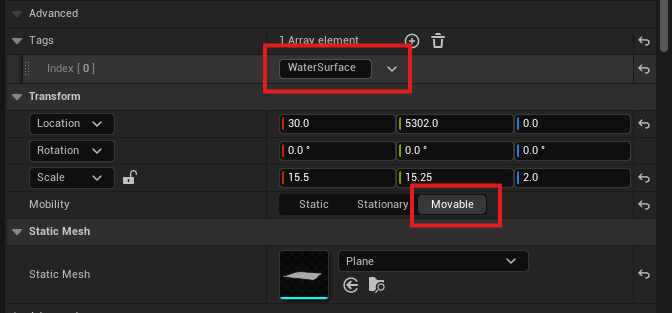 Advanced
Tags 1 Array element
Index [ 0 ] WaterSurface
Transform
Location 30.0 5302.0 0.0
Rotation 0.0 ° 0.0 ° 0.0 °
Scale 15.5 15.25 2.0
Mobility Static Stationary Movable
Static Mesh
Static Mesh Plane